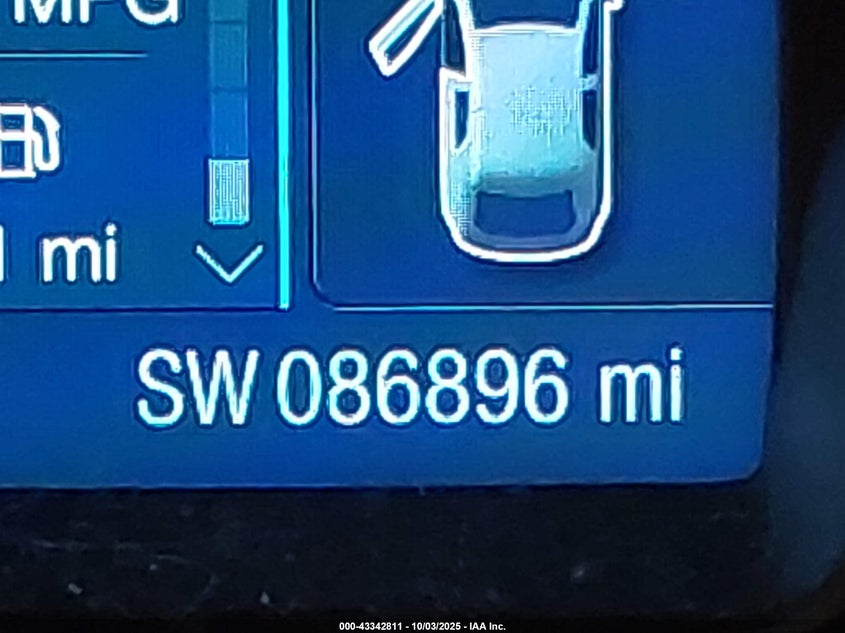 MPG
mi
SW 086896 mi
000-43342811 - 10/03/2025 - IAA Inc.